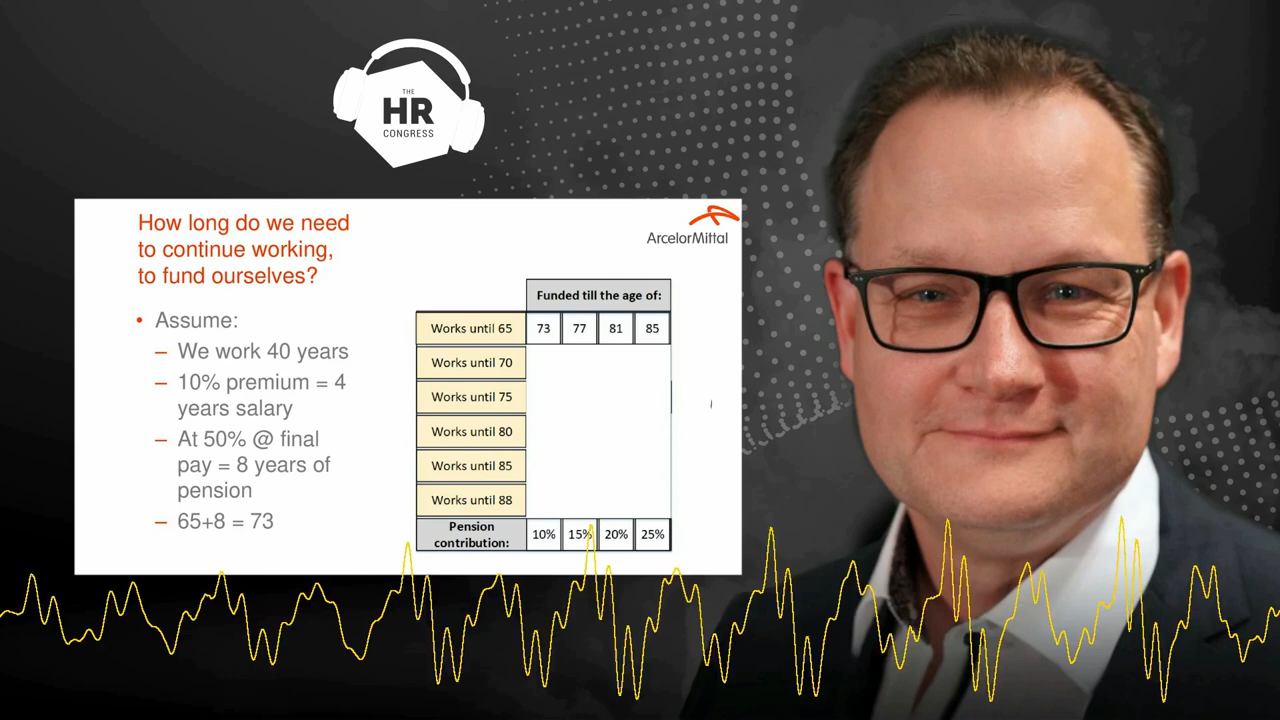 THE
HR
CONGRESS
How long do we need
to continue working,
to fund ourselves?
ArcelorMittal
• Assume:
– We work 40 years
– 10% premium = 4
years salary
– At 50% @ final
pay = 8 years of
pension
– 65+8 = 73
Funded till the age of:
Works until 65 73 77 81 85
Works until 70
Works until 75
Works until 80
Works until 85
Works until 88
Pension
contribution: 10% 15% 20% 25%